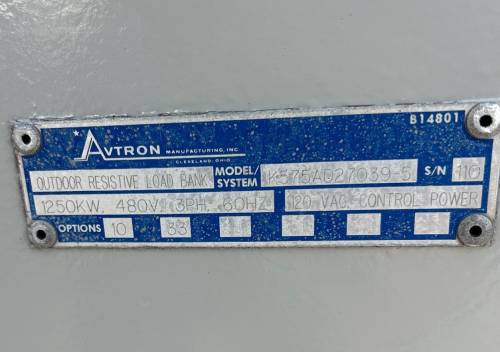 B14801
AVTRON MANUFACTURING, INC.
CLEVELAND, OHIO
OUTDOOR RESISTIVE LOAD BANK MODEL/SYSTEM K575AD27039-5 S/N 110
1250KW, 480V, 3PH, 60HZ 120 VAC CONTROL POWER
OPTIONS 10 33